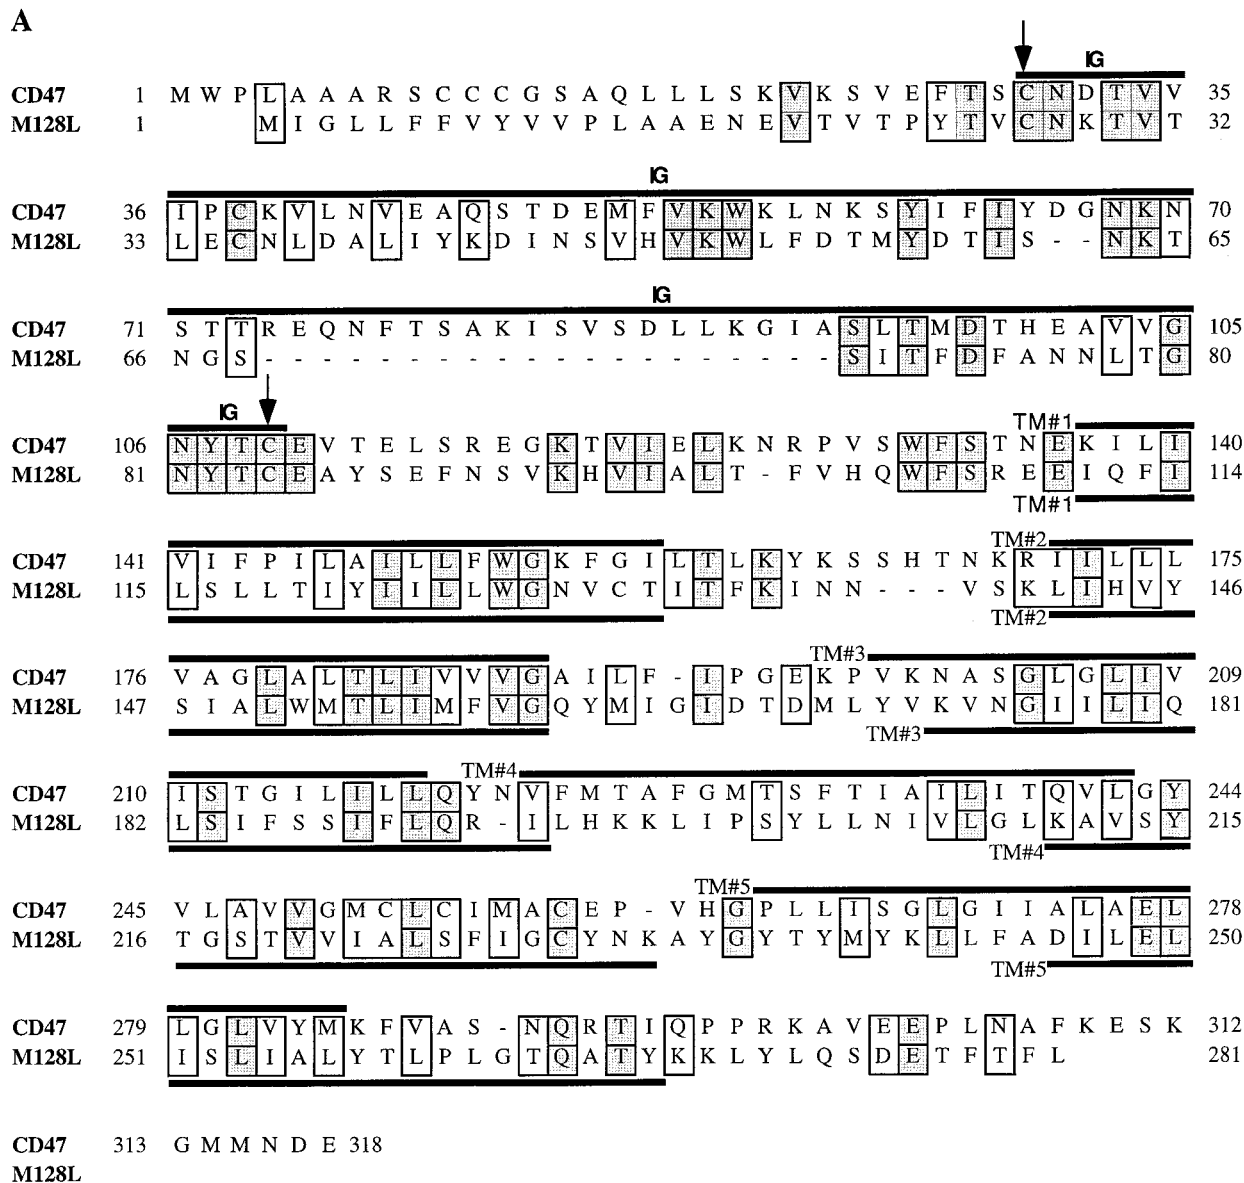 A
IG
CD47 1 M W P L A A A R S C C C G S A Q L L L S K V K S V E F T S C N D T V V 35
M128L 1 M I G L L F F V Y V V P L A A E N E V T V T P Y T V C N K T V T 32
IG
CD47 36 I P C K V L N V E A Q S T D E M F V K W K L N K S Y I F I Y D G N K N 70
M128L 33 L E C N L D A L I Y K D I N S V H V K W L F D T M Y D T I S - - N K T 65
IG
CD47 71 S T T R E Q N F T S A K I S V S D L L K G I A S L T M D T H E A V V G 105
M128L 66 N G S - - - - - - - - - - - - - - - - - - - - S I T F D F A N N L T G 80
IG TM#1
CD47 106 N Y T C E V T E L S R E G K T V I E L K N R P V S W F S T N E K I L I 140
M128L 81 N Y T C E A Y S E F N S V K H V I A L T - F V H Q W F S R E E I Q F I 114
TM#1
TM#2
CD47 141 V I F P I L A I L L F W G K F G I L T L K Y K S S H T N K R I I L L L 175
M128L 115 L S L L T I Y I I L L W G N V C T I T F K I N N - - - V S K L I H V Y 146
TM#2
TM#3
CD47 176 V A G L A L T L I V V V G A I L F - I P G E K P V K N A S G L G L I V 209
M128L 147 S I A L W M T L I M F V G Q Y M I G I D T D M L Y V K V N G I I L I Q 181
TM#3
TM#4
CD47 210 I S T G I L I L L Q Y N V F M T A F G M T S F T I A I L I T Q V L G Y 244
M128L 182 L S I F S S I F L Q R - I L H K K L I P S Y L L N I V L G L K A V S Y 215
TM#4
TM#5
CD47 245 V L A V V G M C L C I M A C E P - V H G P L L I S G L G I I A L A E L 278
M128L 216 T G S T V V I A L S F I G C Y N K A Y G Y T Y M Y K L L F A D I L E L 250
TM#5
CD47 279 L G L V Y M K F V A S - N Q R T I Q P P R K A V E E P L N A F K E S K 312
M128L 251 I S L I A L Y T L P L G T Q A T Y K K L Y L Q S D E T F T F L 281
CD47 313 G M M N D E 318
M128L